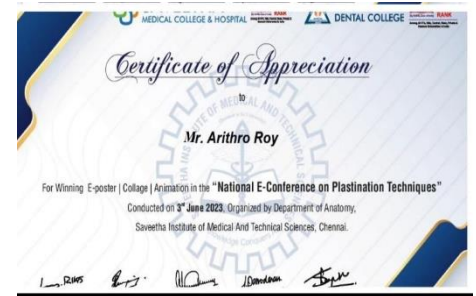 MEDICAL COLLEGE & HOSPITAL RANK DENTAL COLLEGE RANK
Certificate of Appreciation
to
Mr. Arithro Roy
For Winning E-poster | Collage | Animation in the "National E-Conference on Plastination Techniques"
Conducted on 3rd June 2023, Organized by Department of Anatomy,
Saveetha Institute of Medical And Technical Sciences, Chennai.